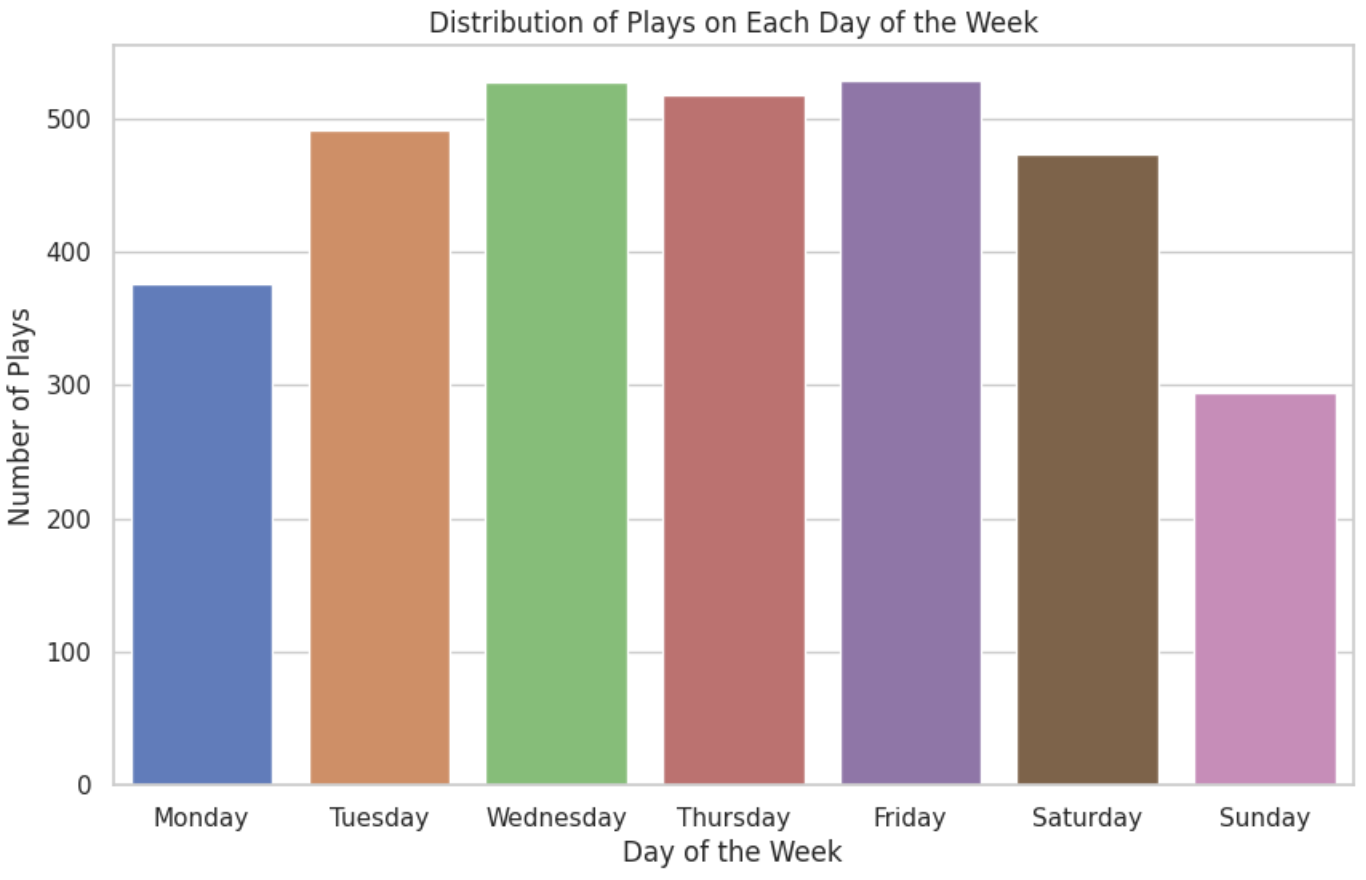 Distribution of Plays on Each Day of the Week
Number of Plays
500
400
300
200
100
0
Monday Tuesday Wednesday Thursday Friday Saturday Sunday
Day of the Week